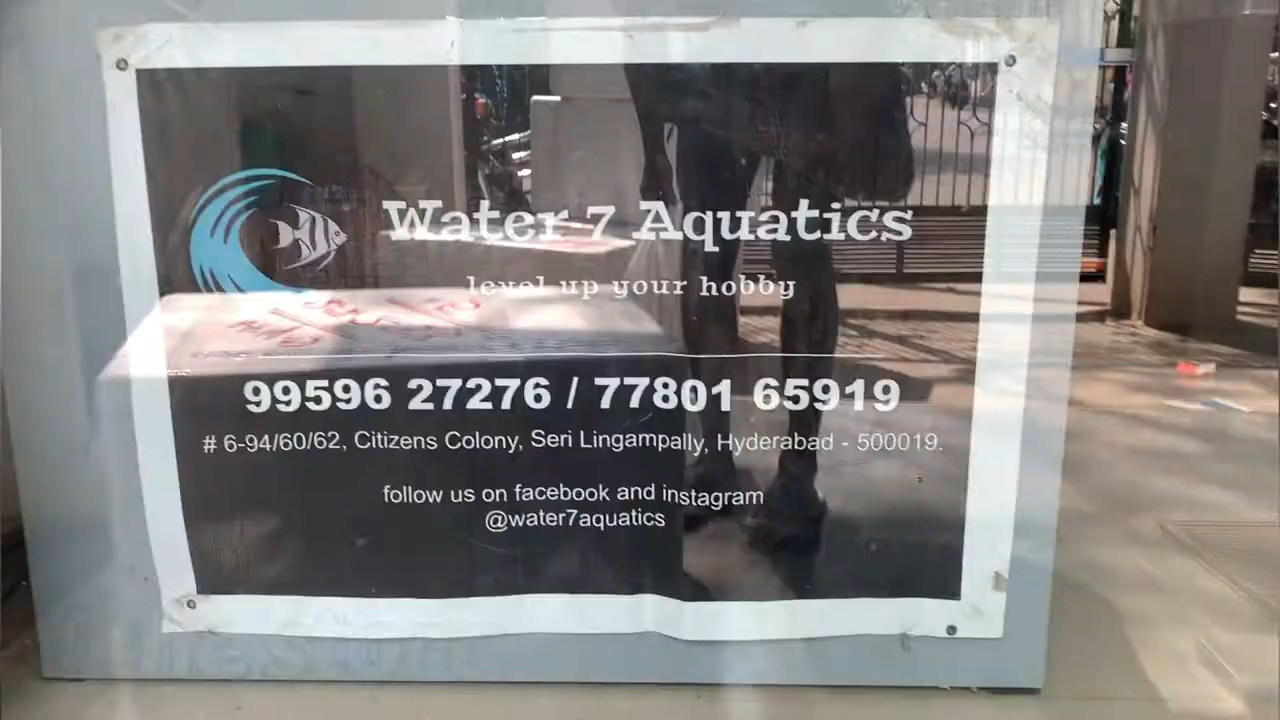 Water 7 Aquatics
level up your hobby
99596 27276 / 77801 65919
# 6-94/60/62, Citizens Colony, Seri Lingampally, Hyderabad - 500019.
follow us on facebook and instagram
@water7aquatics